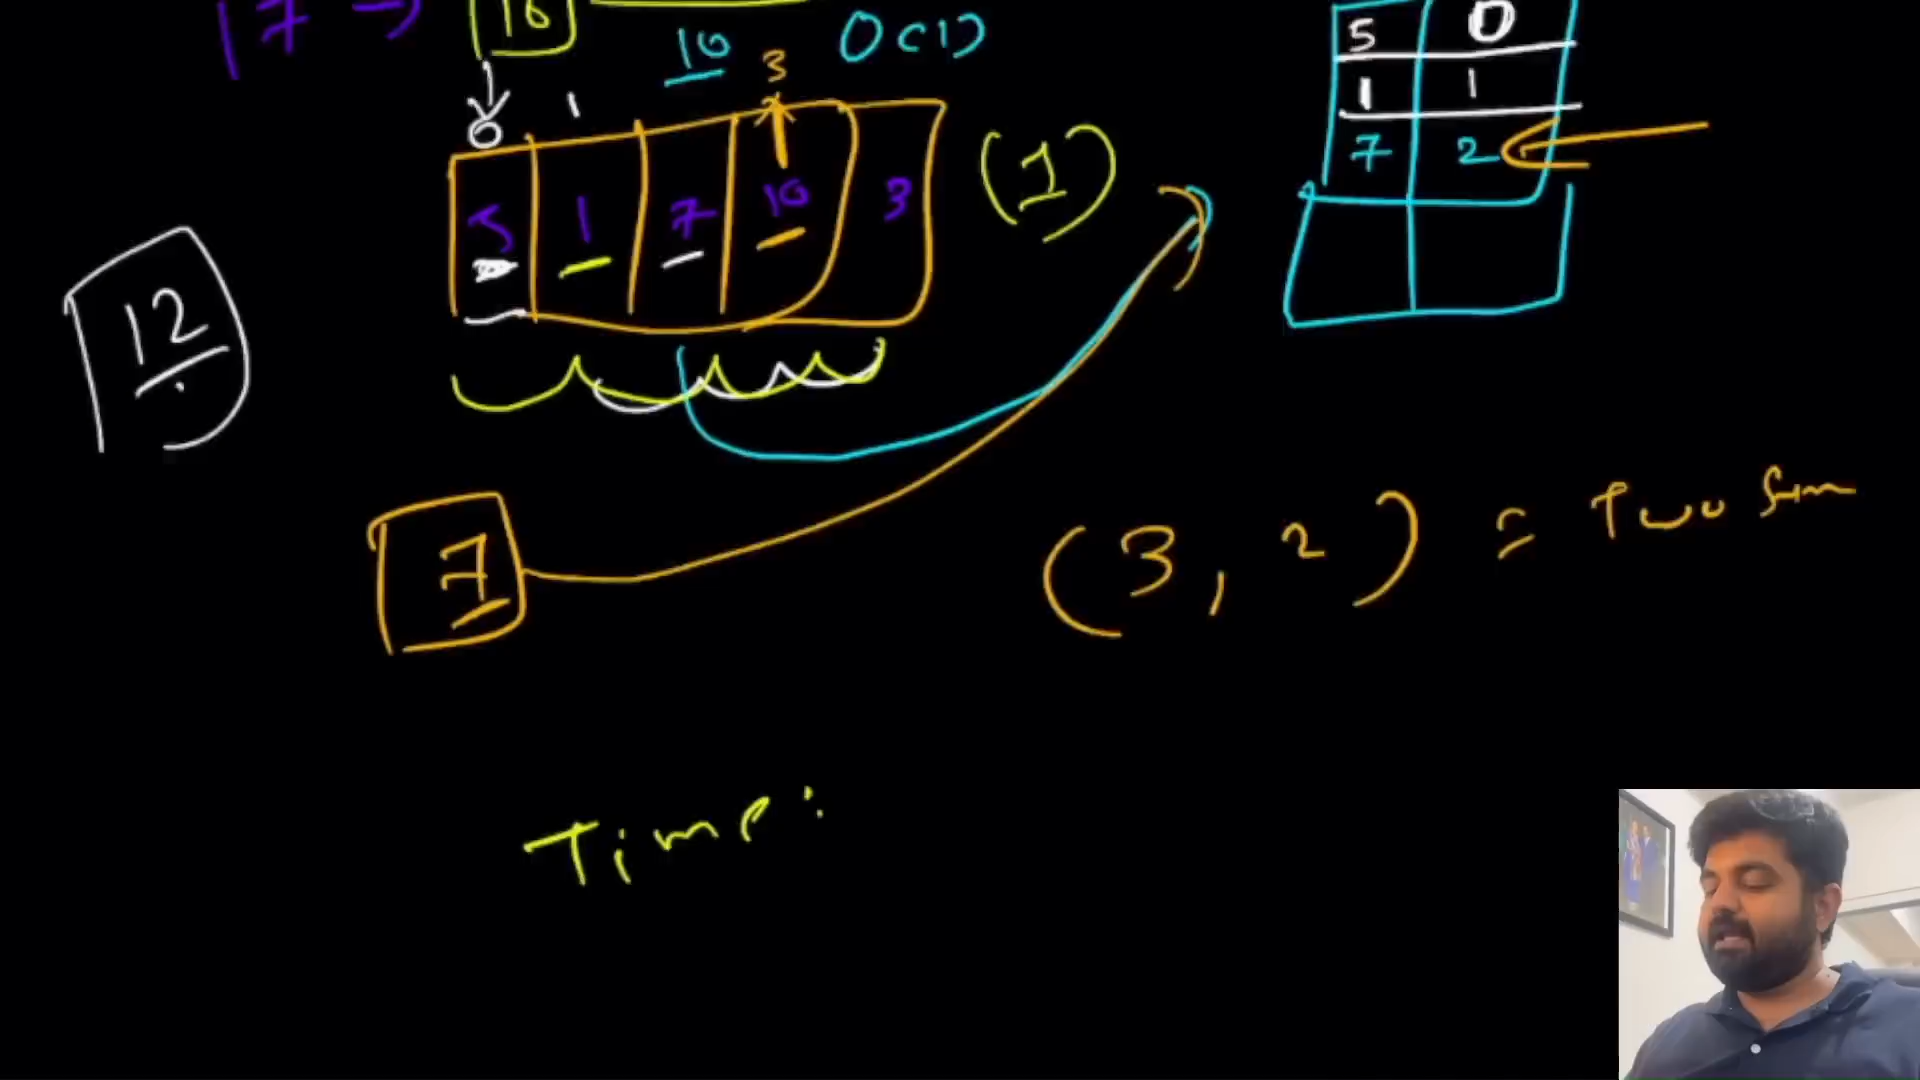 17 → 16
10 3 O(1)
0 1
5 1 7 10 3 (1)
5 0
1 1
7 2
12
7
(3, 2) = Two Sum
Time: